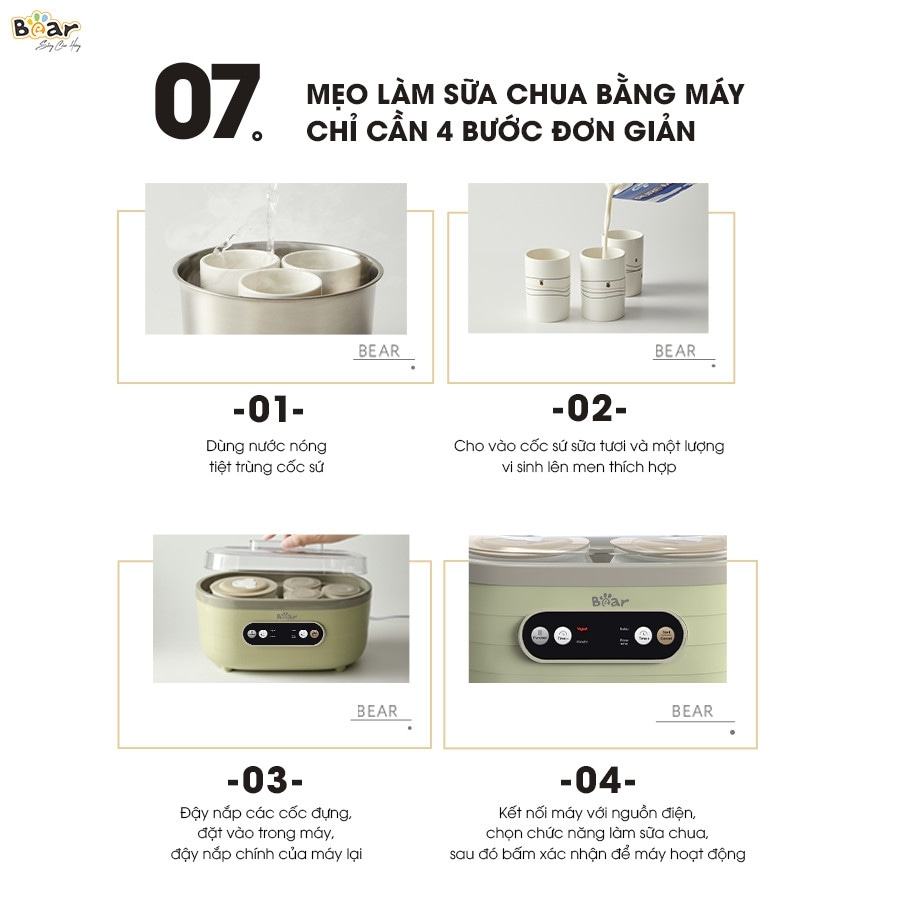 Bear
Sống Cao Hứng
07.
MẸO LÀM SỮA CHUA BẰNG MÁY
CHỈ CẦN 4 BƯỚC ĐƠN GIẢN
BEAR
BEAR
-01-
Dùng nước nóng
tiệt trùng cốc sứ
-02-
Cho vào cốc sứ sữa tươi và một lượng
vi sinh lên men thích hợp
Bear
BEAR
BEAR
-03-
Đậy nắp các cốc đựng,
đặt vào trong máy,
đậy nắp chính của máy lại
-04-
Kết nối máy với nguồn điện,
chọn chức năng làm sữa chua,
sau đó bấm xác nhận để máy hoạt động